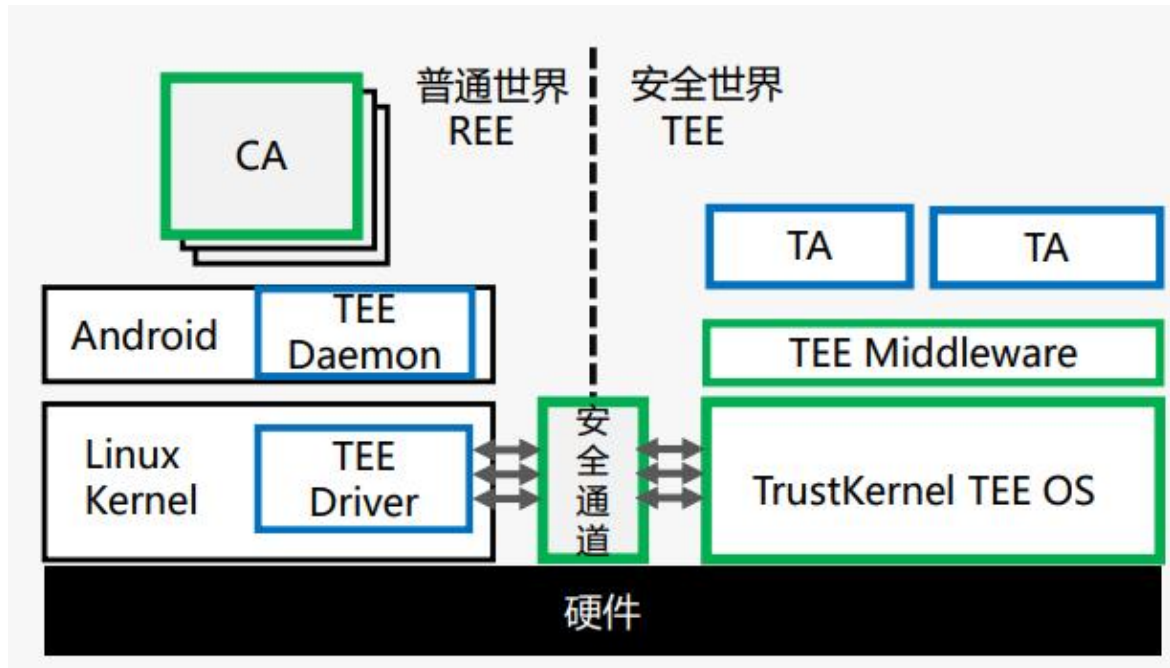 普通世界
REE
安全世界
TEE
CA
TA
TA
Android
TEE
Daemon
TEE Middleware
Linux
Kernel
TEE
Driver
安
全
通
道
TrustKernel TEE OS
硬件